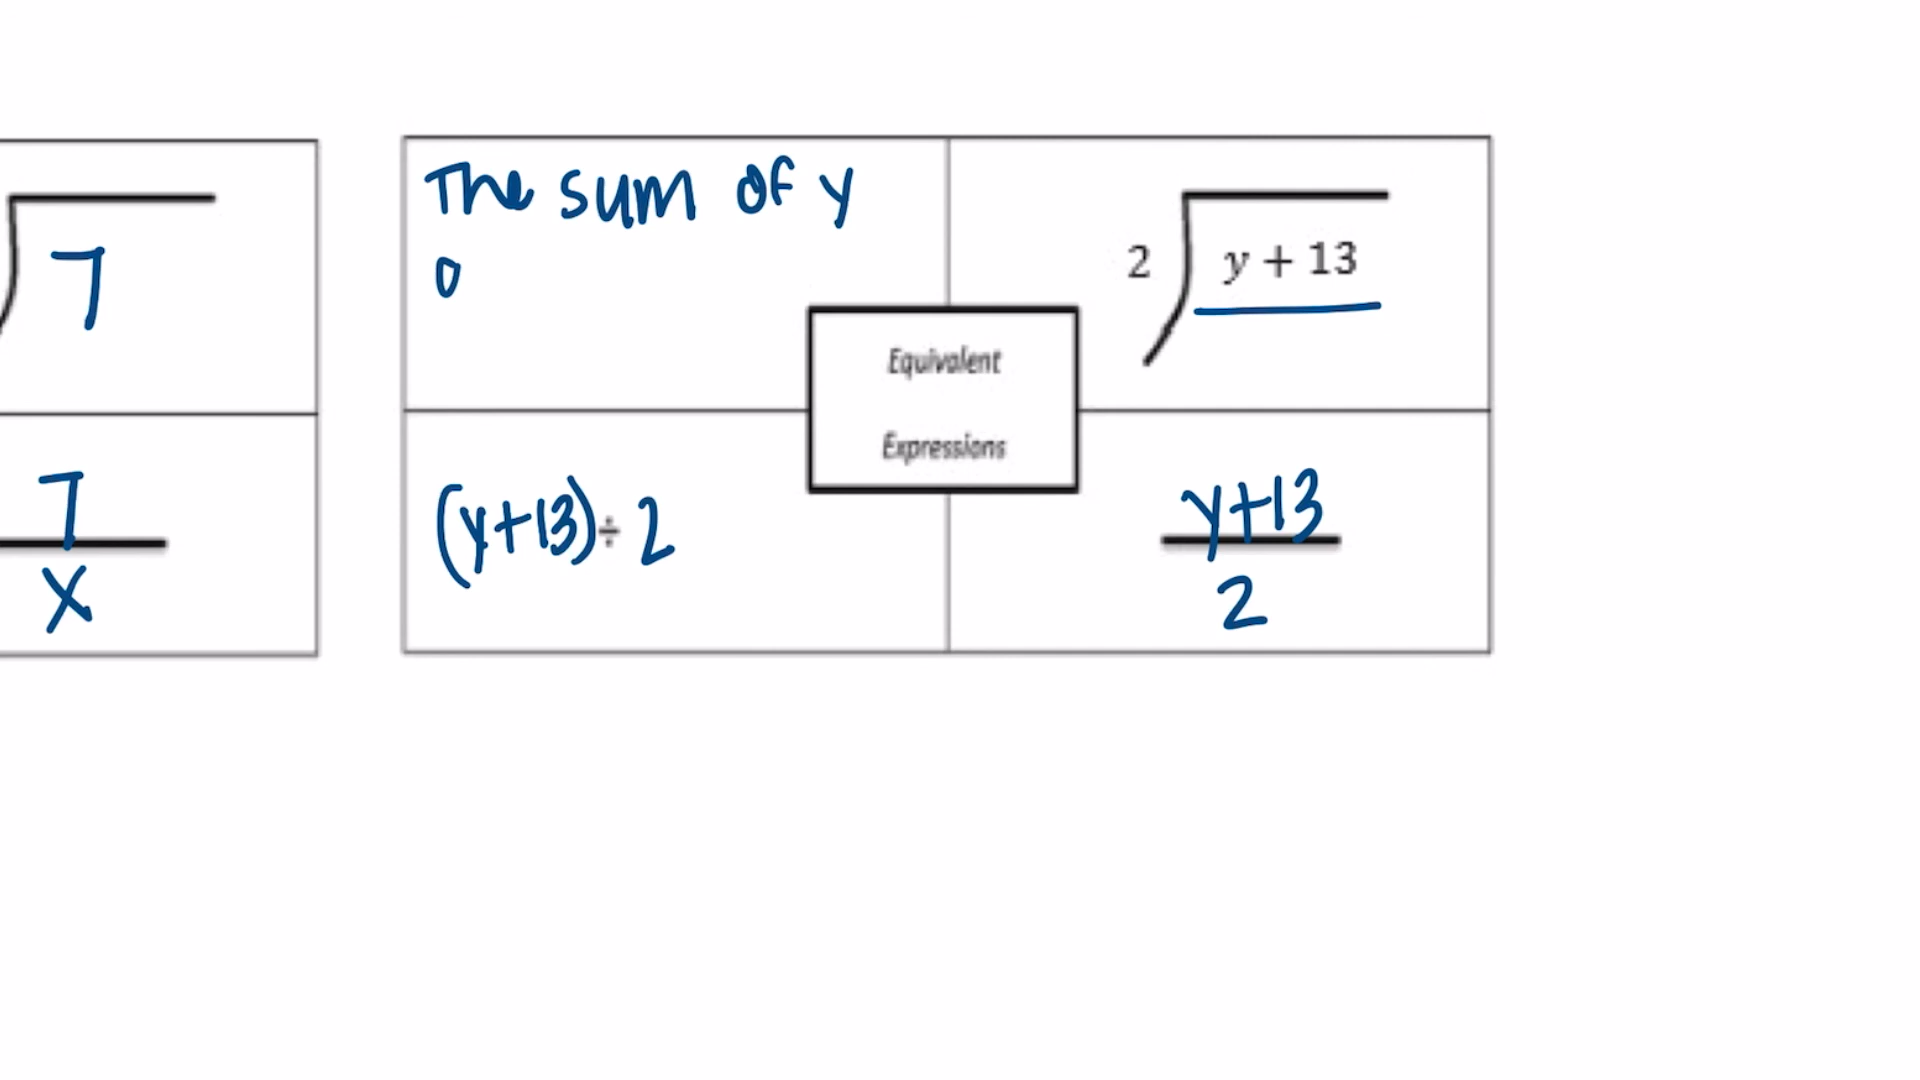 7
7
x
The sum of y
a
2 y + 13
Equivalent
Expressions
(y+13) ÷ 2
y+13
2